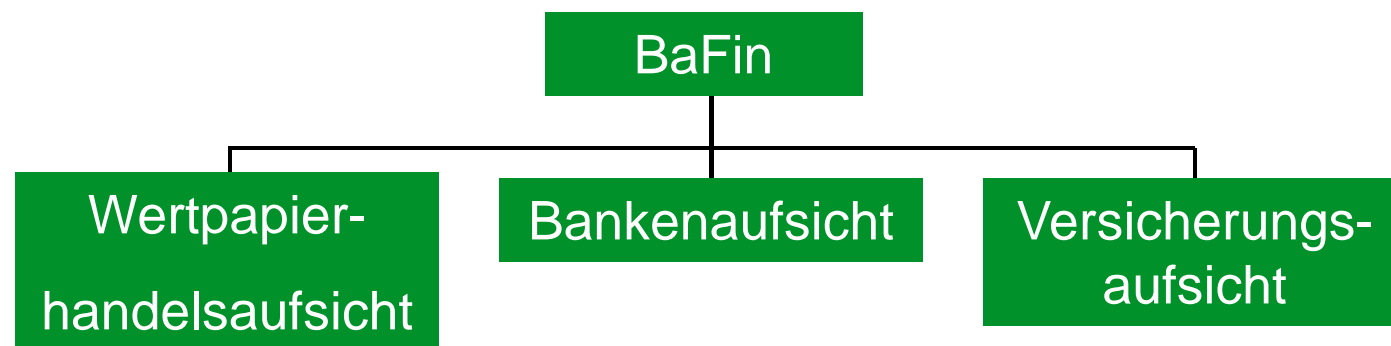 BaFin
Wertpapier-
handelsaufsicht
Bankenaufsicht
Versicherungs-
aufsicht